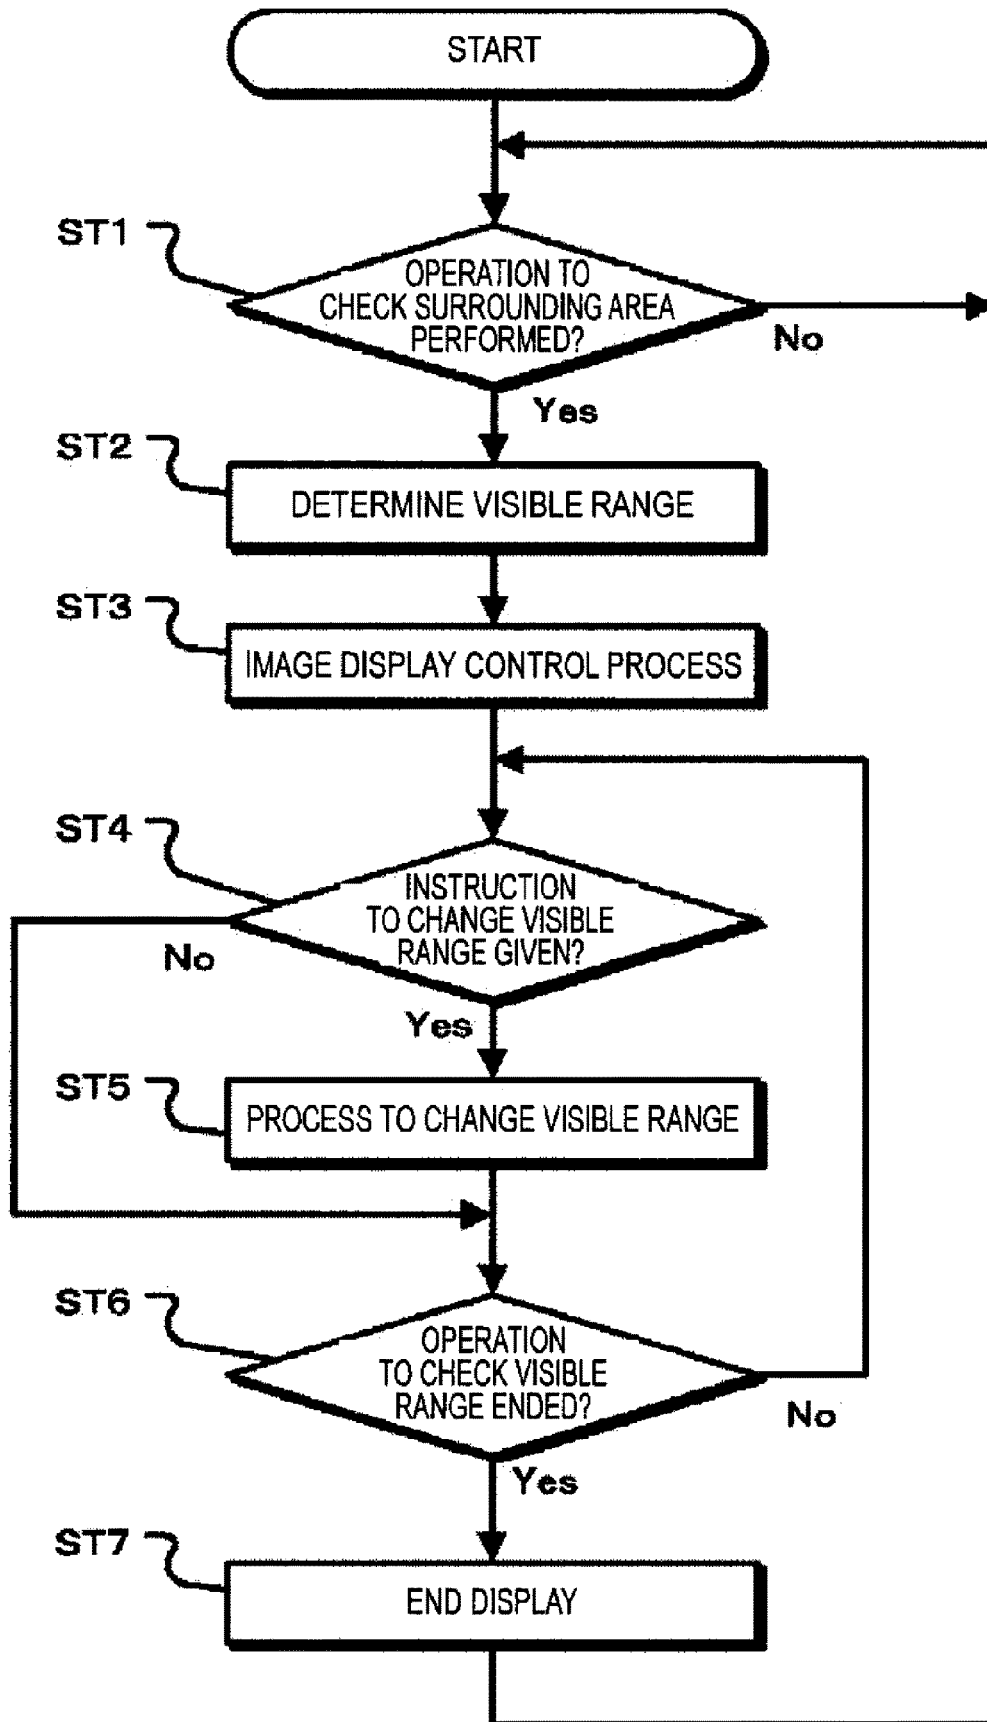 START
ST1
OPERATION TO
CHECK SURROUNDING AREA
PERFORMED?
No
Yes
ST2
DETERMINE VISIBLE RANGE
ST3
IMAGE DISPLAY CONTROL PROCESS
ST4
INSTRUCTION
TO CHANGE VISIBLE
RANGE GIVEN?
No
Yes
ST5
PROCESS TO CHANGE VISIBLE RANGE
ST6
OPERATION
TO CHECK VISIBLE
RANGE ENDED?
No
Yes
ST7
END DISPLAY